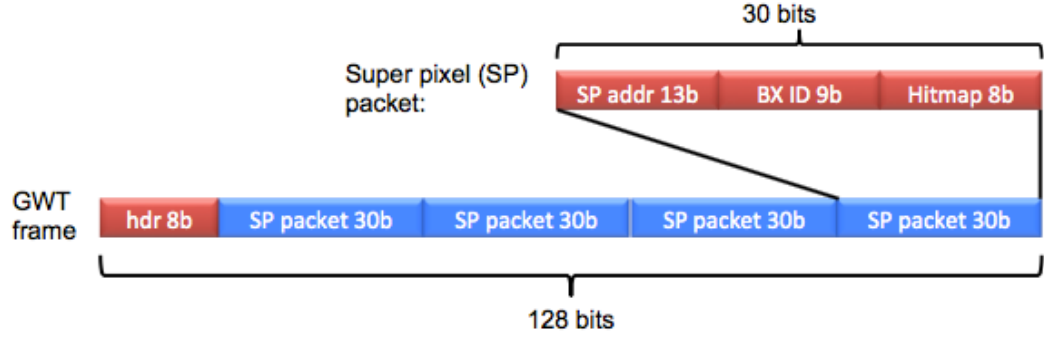 30 bits
Super pixel (SP)
packet:
SP addr 13b BX ID 9b Hitmap 8b
GWT
frame
hdr 8b SP packet 30b SP packet 30b SP packet 30b SP packet 30b
128 bits